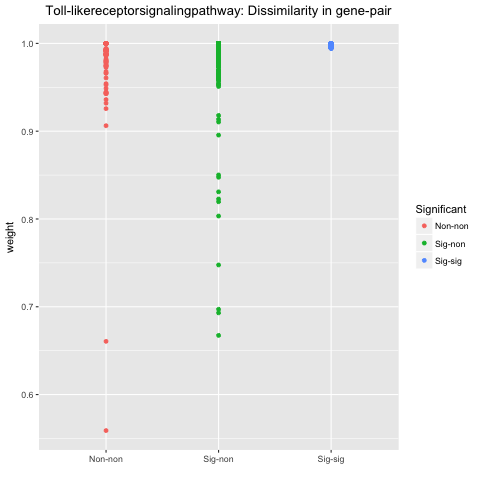 Toll-likereceptorsignalingpathway: Dissimilarity in gene-pair
1.0
0.9
0.8
0.7
0.6
weight
Non-non
Sig-non
Sig-sig
Significant
Non-non
Sig-non
Sig-sig